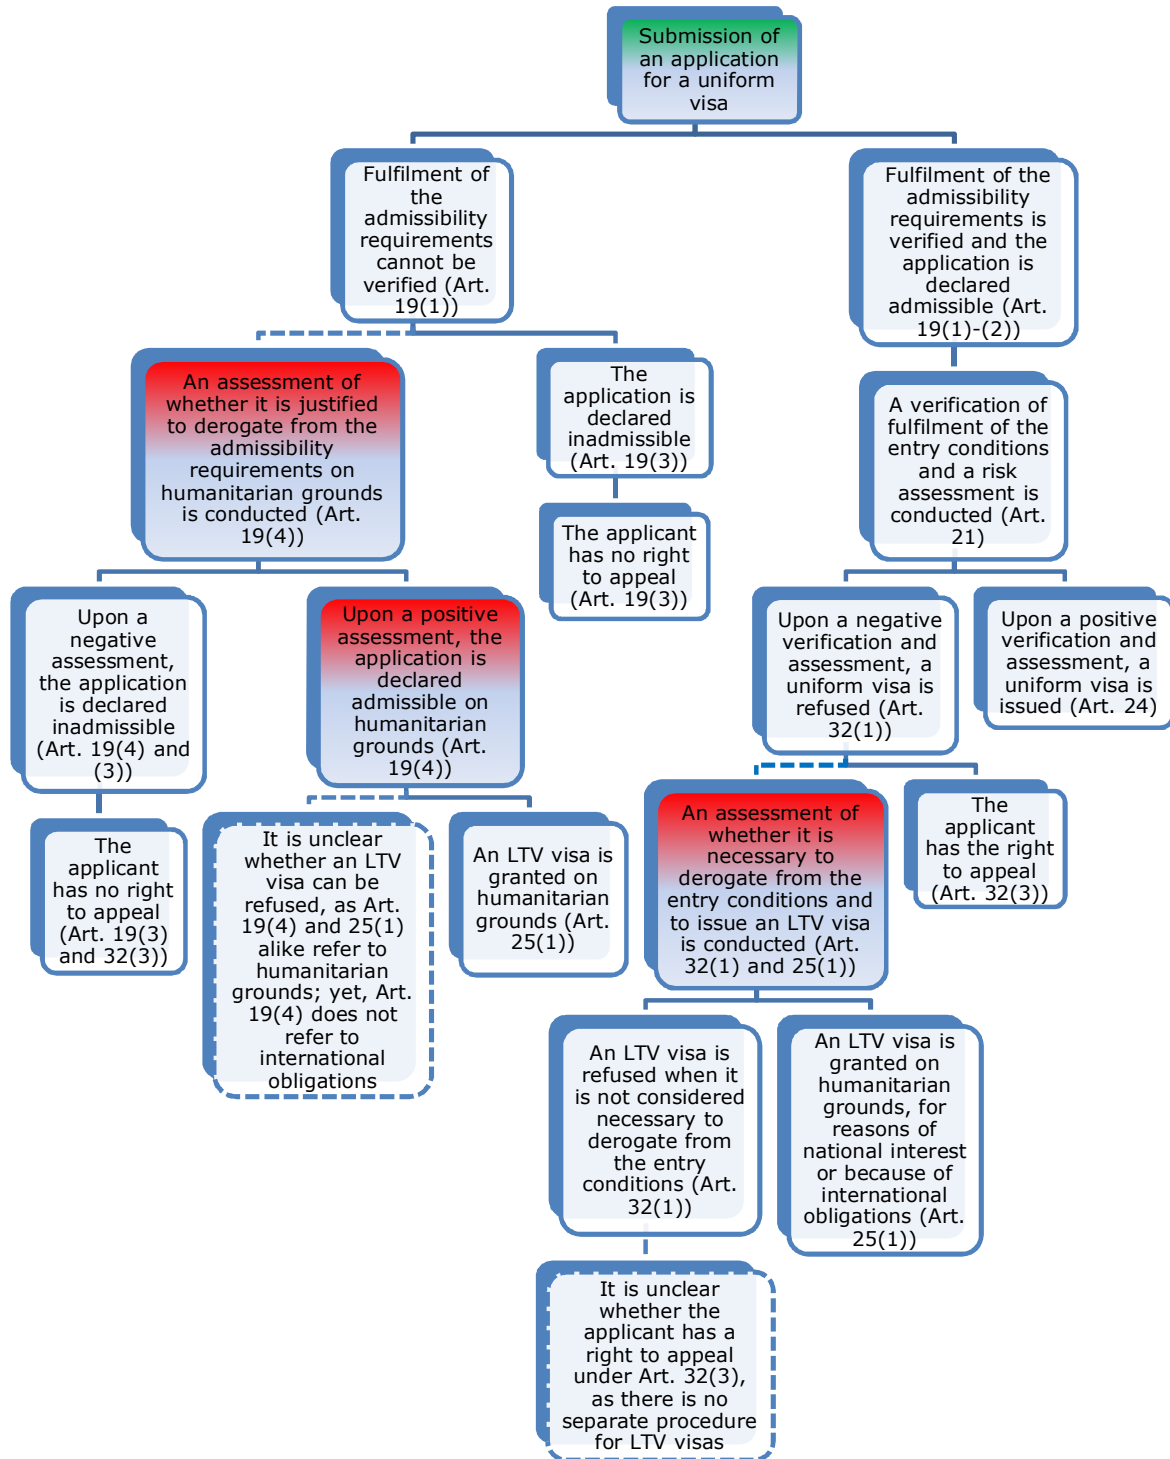 Submission of
an application
for a uniform
visa
Fulfilment of
the
admissibility
requirements
cannot be
verified (Art.
19(1))
Fulfilment of the
admissibility
requirements is
verified and the
application is
declared
admissible (Art.
19(1)-(2))
An assessment of
whether it is justified
to derogate from the
admissibility
requirements on
humanitarian grounds
is conducted (Art.
19(4))
The
application is
declared
inadmissible
(Art. 19(3))
A verification of
fulfilment of the
entry conditions
and a risk
assessment is
conducted (Art.
21)
The applicant
has no right
to appeal
(Art. 19(3))
Upon a
negative
assessment,
the application
is declared
inadmissible
(Art. 19(4) and
(3))
Upon a positive
assessment, the
application is
declared
admissible on
humanitarian
grounds (Art.
19(4))
Upon a negative
verification and
assessment, a
uniform visa is
refused (Art.
32(1))
Upon a positive
verification and
assessment, a
uniform visa is
issued (Art. 24)
The
applicant
has no right
to appeal
(Art. 19(3)
and 32(3))
It is unclear
whether an LTV
visa can be
refused, as Art.
19(4) and 25(1)
alike refer to
humanitarian
grounds; yet, Art.
19(4) does not
refer to
international
obligations
An LTV visa is
granted on
humanitarian
grounds (Art.
25(1))
An assessment of
whether it is
necessary to
derogate from the
entry conditions and
to issue an LTV visa
is conducted (Art.
32(1) and 25(1))
The
applicant
has the right
to appeal
(Art. 32(3))
An LTV visa is
refused when it
is not considered
necessary to
derogate from
the entry
conditions (Art.
32(1))
An LTV visa is
granted on
humanitarian
grounds, for
reasons of
national interest
or because of
international
obligations (Art.
25(1))
It is unclear
whether the
applicant has a
right to appeal
under Art. 32(3),
as there is no
separate procedure
for LTV visas